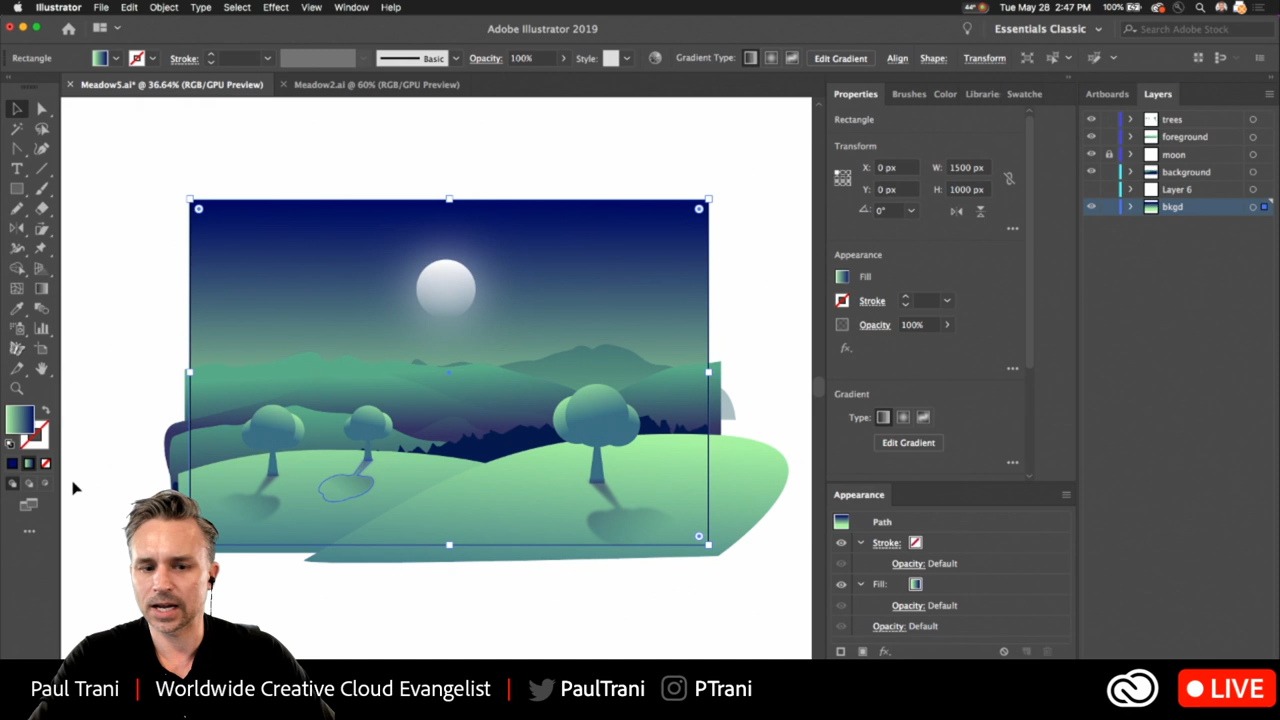 Illustrator File Edit Object Type Select Effect View Window Help
44° Tue May 28 2:47 PM 100%
Adobe Illustrator 2019
Essentials Classic
Search Adobe Stock
Rectangle
Stroke:
Basic
Opacity: 100%
Style:
Gradient Type:
Edit Gradient
Align
Shape:
Transform
Meadow5.ai* @ 36.64% (RGB/GPU Preview)
Meadow2.ai @ 60% (RGB/GPU Preview)
Properties Brushes Color Librarie Swatche
Rectangle
Transform
X: 0 px W: 1500 px
Y: 0 px H: 1000 px
0°
Appearance
Fill
Stroke
Opacity 100%
fx.
Gradient
Type:
Edit Gradient
Appearance
Path
Stroke:
Opacity: Default
Fill:
Opacity: Default
Opacity: Default
fx.
Artboards Layers
trees
foreground
moon
background
Layer 6
bkgd
Paul Trani | Worldwide Creative Cloud Evangelist | PaulTrani PTrani
LIVE